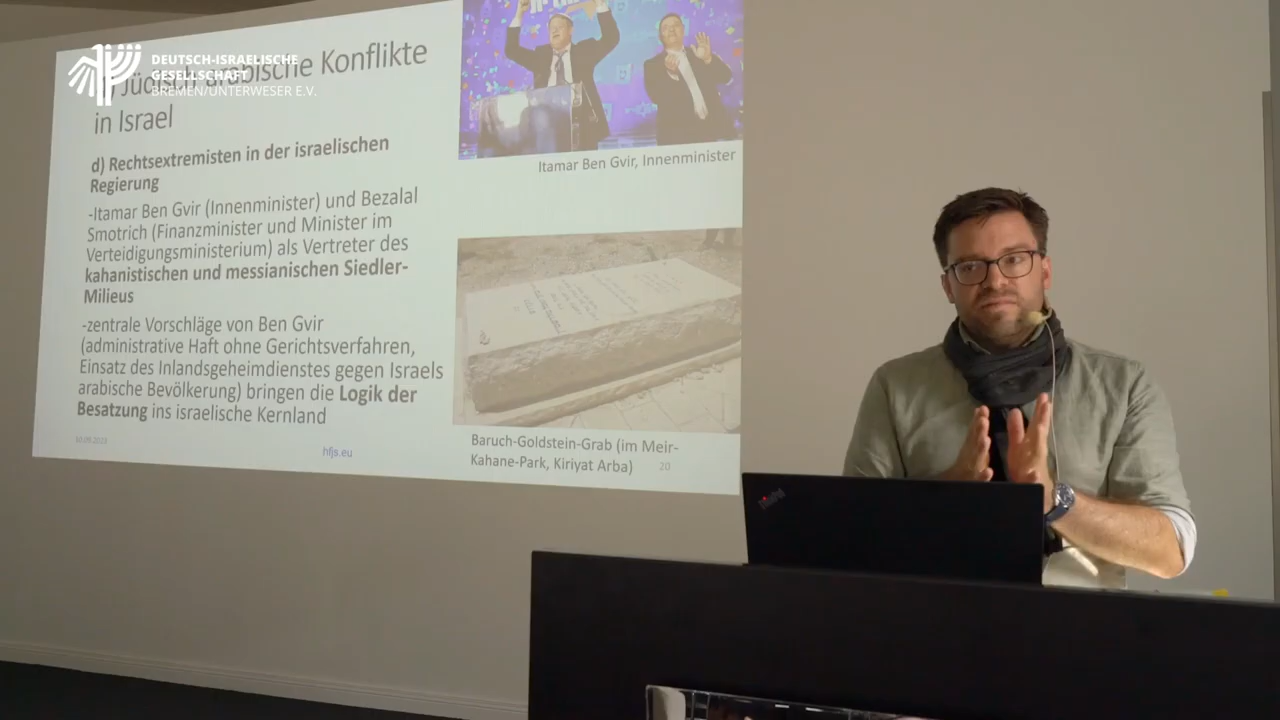 DEUTSCH-ISRAELISCHE
GESELLSCHAFT
BREMEN/UNTERWESER E.V.
Jüdisch-arabische Konflikte
in Israel
d) Rechtsextremisten in der israelischen
Regierung
-Itamar Ben Gvir (Innenminister) und Bezalal
Smotrich (Finanzminister und Minister im
Verteidigungsministerium) als Vertreter des
kahanistischen und messianischen Siedler-
Milieus
-zentrale Vorschläge von Ben Gvir
(administrative Haft ohne Gerichtsverfahren,
Einsatz des Inlandsgeheimdienstes gegen Israels
arabische Bevölkerung) bringen die Logik der
Besatzung ins israelische Kernland
hfjs.eu
Itamar Ben Gvir, Innenminister
Baruch-Goldstein-Grab (im Meir-
Kahane-Park, Kiriyat Arba)
20
ThinkPad